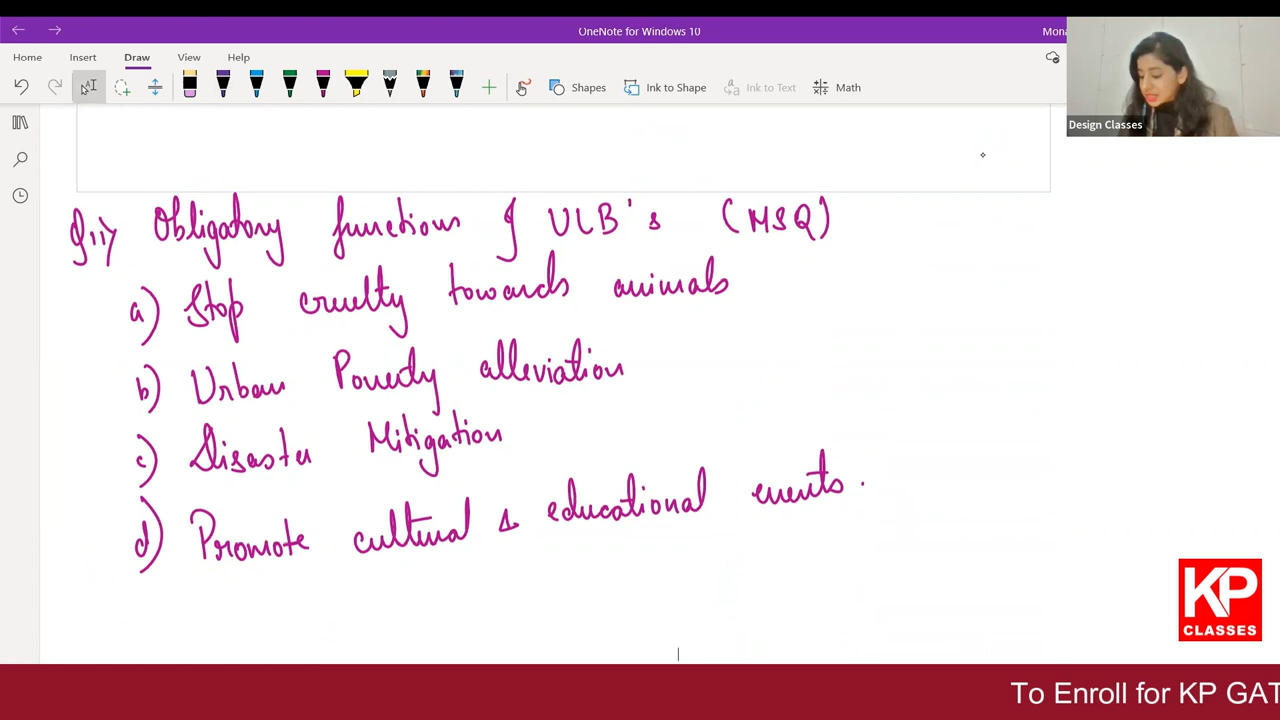 OneNote for Windows 10
Mona
Home Insert Draw View Help
Shapes Ink to Shape Ink to Text Math
Design Classes
Q11) Obligatory functions of ULB's (MSQ)
a) Stop cruelty towards animals
b) Urban Poverty alleviation
c) Disaster Mitigation
d) Promote cultural & educational events.
KP
CLASSES
To Enroll for KP GAT